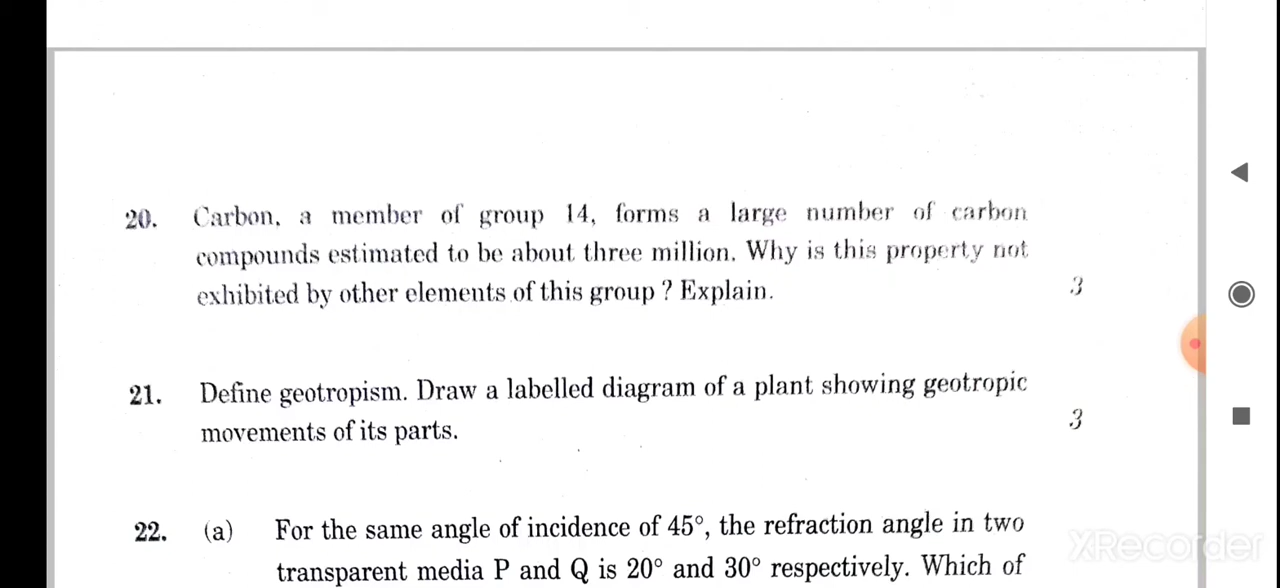 20. Carbon, a member of group 14, forms a large number of carbon
compounds estimated to be about three million. Why is this property not
exhibited by other elements of this group ? Explain. 3
21. Define geotropism. Draw a labelled diagram of a plant showing geotropic
movements of its parts. 3
22. (a) For the same angle of incidence of 45°, the refraction angle in two
transparent media P and Q is 20° and 30° respectively. Which of
XRecorder